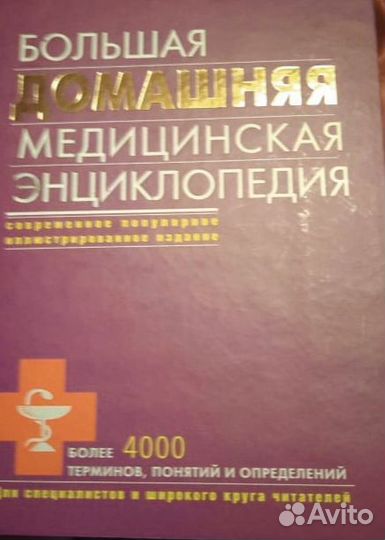 БОЛЬШАЯ
ДОМАШНЯЯ
МЕДИЦИНСКАЯ
ЭНЦИКЛОПЕДИЯ
современное популярное
иллюстрированное издание
БОЛЕЕ 4000
ТЕРМИНОВ, ПОНЯТИЙ И ОПРЕДЕЛЕНИЙ
Для специалистов и широкого круга читателей
Avito